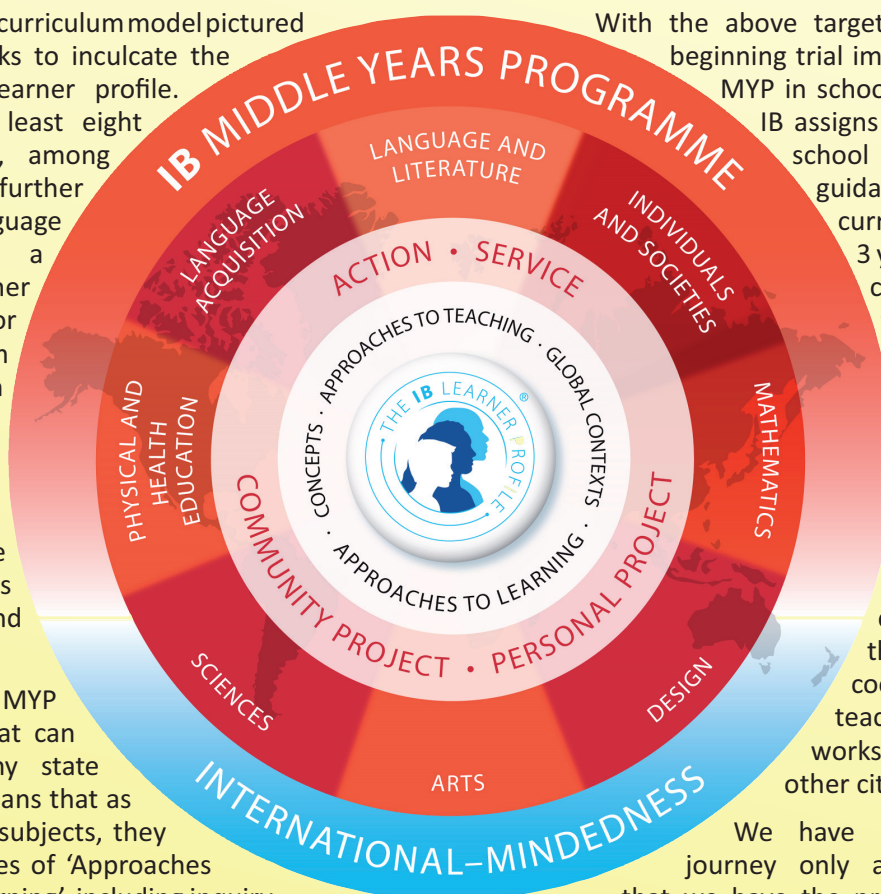 curriculum model pictured
ks to inculcate the
earner profile.
least eight
, among
further
guage
a
ner
or
n
e
s
nd
MYP
at can
ny state
ans that as
subjects, they
es of ‘Approaches
rning’ including inquiry
IB MIDDLE YEARS PROGRAMME
LANGUAGE AND
LITERATURE
LANGUAGE
ACQUISITION
INDIVIDUALS
AND SOCIETIES
PHYSICAL AND
HEALTH
EDUCATION
MATHEMATICS
SCIENCES
ARTS
DESIGN
ACTION • SERVICE
COMMUNITY PROJECT • PERSONAL PROJECT
APPROACHES TO TEACHING · GLOBAL CONTEXTS ·
APPROACHES TO LEARNING · CONCEPTS ·
THE IB LEARNER PROFILE
®
INTERNATIONAL–MINDEDNESS
With the above target
beginning trial im
MYP in schoo
IB assigns
school
guida
curr
3 y
c
th
coo
teac
works
other cit
We have
journey only a